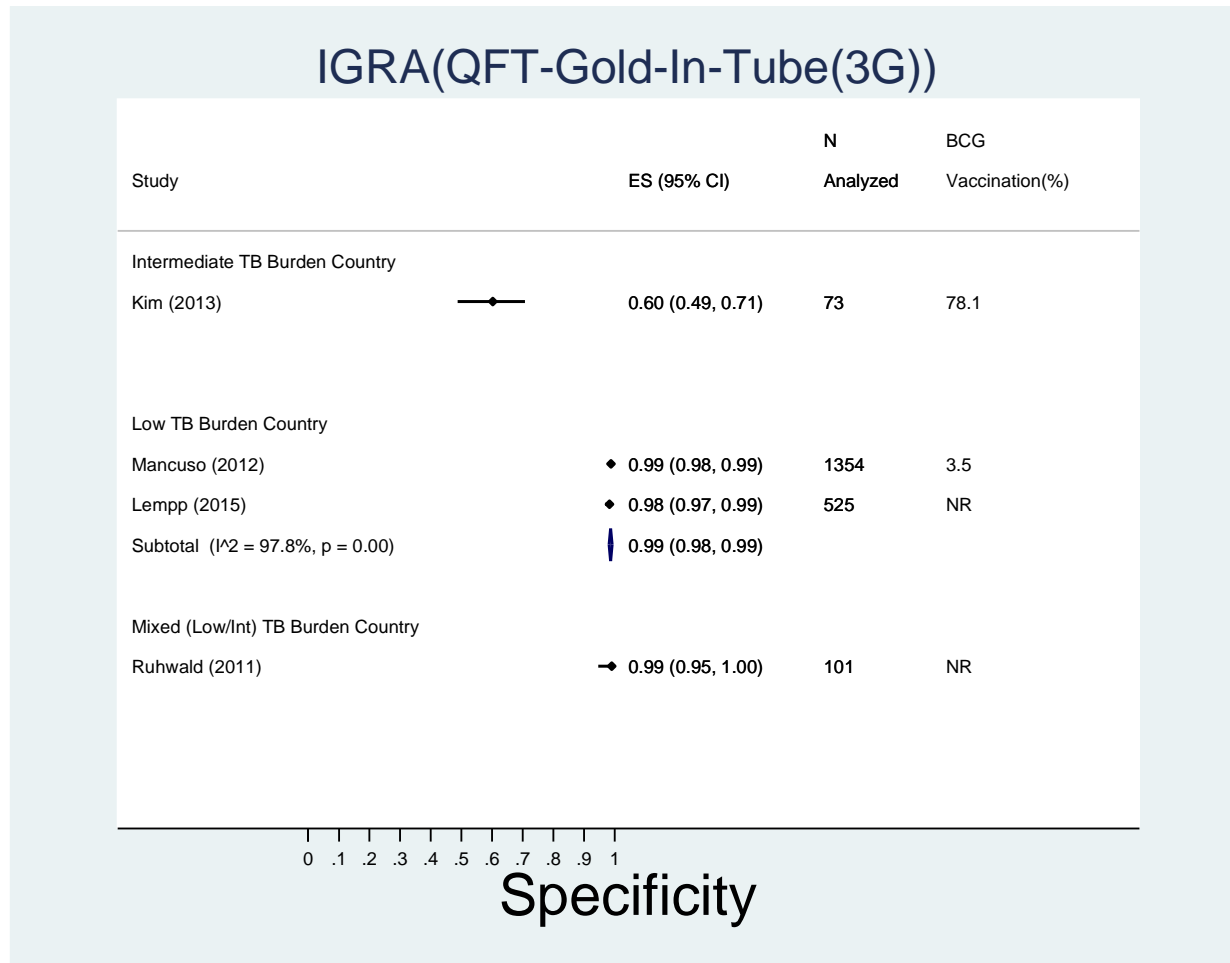 IGRA(QFT-Gold-In-Tube(3G))
N BCG
Study ES (95% CI) Analyzed Vaccination(%)
Intermediate TB Burden Country
Kim (2013) 0.60 (0.49, 0.71) 73 78.1
Low TB Burden Country
Mancuso (2012) 0.99 (0.98, 0.99) 1354 3.5
Lempp (2015) 0.98 (0.97, 0.99) 525 NR
Subtotal (I^2 = 97.8%, p = 0.00) 0.99 (0.98, 0.99)
Mixed (Low/Int) TB Burden Country
Ruhwald (2011) 0.99 (0.95, 1.00) 101 NR
0 .1 .2 .3 .4 .5 .6 .7 .8 .9 1
Specificity